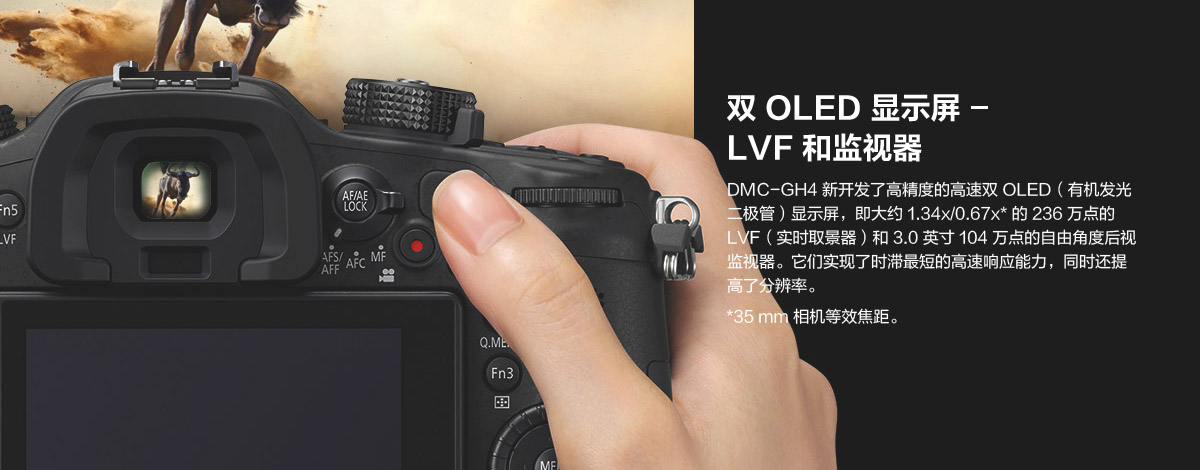 双 OLED 显示屏 –
LVF 和监视器
DMC-GH4 新开发了高精度的高速双 OLED（有机发光
二极管）显示屏，即大约 1.34x/0.67x* 的 236 万点的
LVF（实时取景器）和 3.0 英寸 104 万点的自由角度后视
监视器。它们实现了时滞最短的高速响应能力，同时还提
高了分辨率。
*35 mm 相机等效焦距。
AF/AE
LOCK
Fn5
LVF
AFS/
AFF AFC MF
Q.ME
Fn3